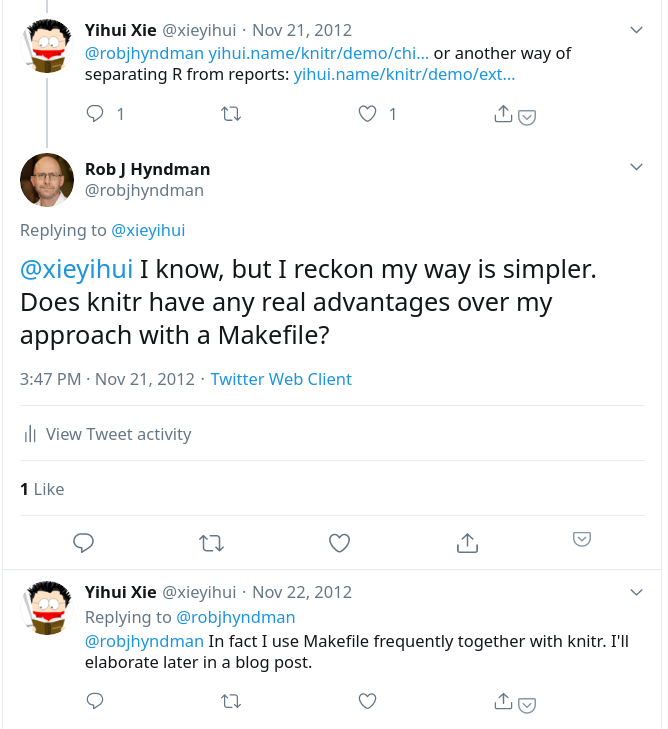 Yihui Xie @xieyihui · Nov 21, 2012
@robjhyndman yihui.name/knitr/demo/chi... or another way of
separating R from reports: yihui.name/knitr/demo/ext...
1
1
Rob J Hyndman
@robjhyndman
Replying to @xieyihui
@xieyihui I know, but I reckon my way is simpler.
Does knitr have any real advantages over my
approach with a Makefile?
3:47 PM · Nov 21, 2012 · Twitter Web Client
View Tweet activity
1 Like
Yihui Xie @xieyihui · Nov 22, 2012
Replying to @robjhyndman
@robjhyndman In fact I use Makefile frequently together with knitr. I'll
elaborate later in a blog post.